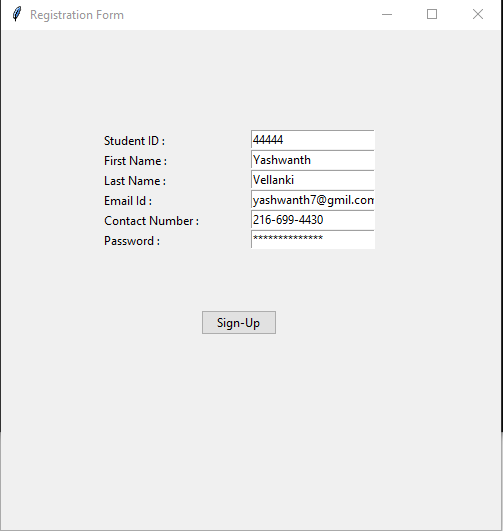 Registration Form
Student ID : 44444
First Name : Yashwanth
Last Name : Vellanki
Email Id : yashwanth7@gmil.com
Contact Number : 216-699-4430
Password : **************
Sign-Up